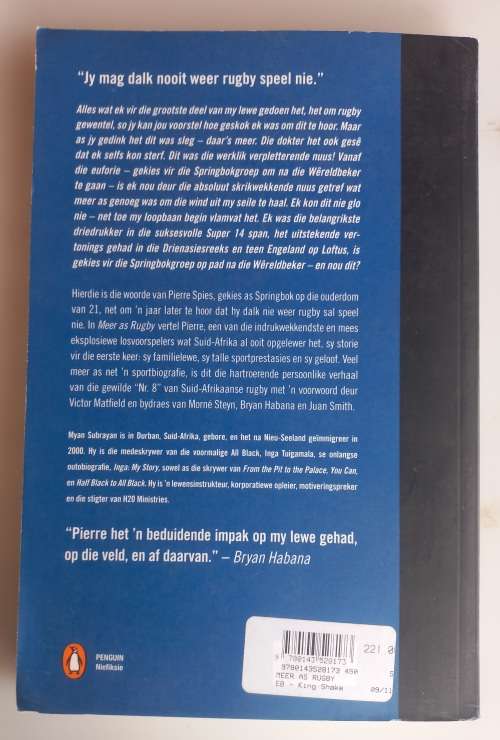 “Jy mag dalk nooit weer rugby speel nie.”
Alles wat ek vir die grootste deel van my lewe gedoen het, het om rugby
gewentel, so jy kan jou voorstel hoe geskok ek was om dit te hoor. Maar
as jy gedink het dit was sleg – daar’s meer. Die dokter het ook gesê
dat ek selfs kon sterf. Dit was die werklik verpletterende nuus! Vanaf
die euforie – gekies vir die Springbokgroep om na die Wêreldbeker
te gaan – is ek nou deur die absoluut skrikwekkende nuus getref wat
meer as genoeg was om die wind uit my seile te haal. Ek kon dit nie glo
nie – net toe my loopbaan begin vlamvat het. Ek was die belangrikste
driedrukker in die suksesvolle Super 14 span, het uitstekende ver-
tonings gehad in die Drienasiesreeks en teen Engeland op Loftus, is
gekies vir die Springbokgroep op pad na die Wêreldbeker – en nou dit?
Hierdie is die woorde van Pierre Spies, gekies as Springbok op die ouderdom
van 21, net om ’n jaar later te hoor dat hy dalk nie weer rugby sal speel
nie. In Meer as Rugby vertel Pierre, een van die indrukwekkendste en mees
eksplosiewe losvoorspelers wat Suid-Afrika al ooit opgelewer het, sy storie
vir die eerste keer: sy familielewe, sy talle sportprestasies en sy geloof. Veel
meer as net ’n sportbiografie, is dit die hartroerende persoonlike verhaal
van die gewilde “Nr. 8” van Suid-Afrikaanse rugby met ’n voorwoord deur
Victor Matfield en bydraes van Morné Steyn, Bryan Habana en Juan Smith.
Myan Subrayan is in Durban, Suid-Afrika, gebore, en het na Nieu-Seeland geïmmigreer in
2000. Hy is die medeskrywer van die voormalige All Black, Inga Tuigamala, se onlangse
outobiografie, Inga: My Story, sowel as die skrywer van From the Pit to the Palace, You Can,
en Half Black to All Black. Hy is ’n lewensinstrukteur, korporatiewe opleier, motiveringspreker
en die stigter van H2O Ministries.
“Pierre het ’n beduidende impak op my lewe gehad,
op die veld, en af daarvan.” – Bryan Habana
PENGUIN
Niefiksie
9 780143 528173
9780143528173 450
MEER AS RUGBY
EB - King Shaka
221 0
09/11